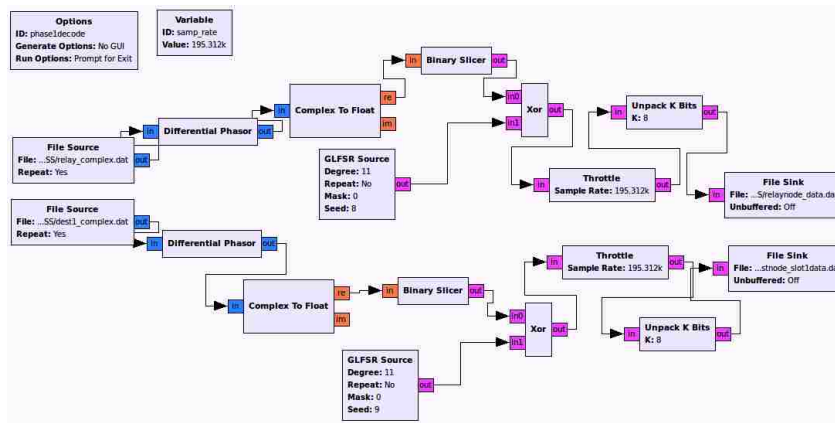 Options
ID: phase1decode
Generate Options: No GUI
Run Options: Prompt for Exit
Variable
ID: samp_rate
Value: 195.312k
in Binary Slicer out
Complex To Float
in
re
im
in0
in1
Xor
out
in Differential Phasor out
File Source
File: ...SS/relay_complex.dat
Repeat: Yes
out
GLFSR Source
Degree: 11
Repeat: No
Mask: 0
Seed: 8
out
Unpack K Bits
K: 8
in
out
Throttle
Sample Rate: 195.312k
in
out
File Sink
File: ...S/relaynode_data.da
Unbuffered: Off
in
File Source
File: ...SS/dest1_complex.dat
Repeat: Yes
out
in Differential Phasor out
Complex To Float
in
re
im
in Binary Slicer out
in0
in1
Xor
out
GLFSR Source
Degree: 11
Repeat: No
Mask: 0
Seed: 9
out
Throttle
Sample Rate: 195.312k
in
out
Unpack K Bits
K: 8
in
out
File Sink
File: ...stnode_slot1data.da
Unbuffered: Off
in